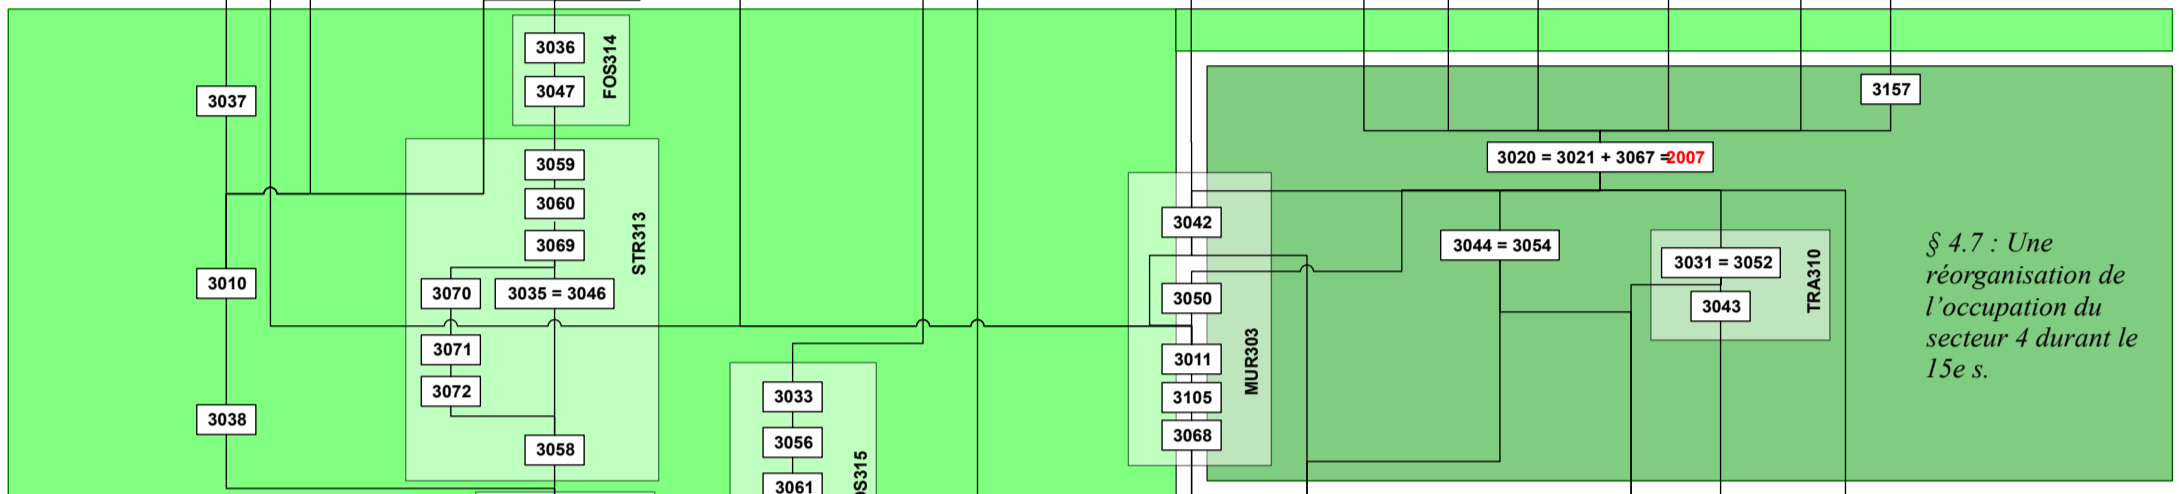 3036
FOS314
3047
3037
3157
3059
3020 = 3021 + 3067 =2007
3060
3042
3069
STR313
3044 = 3054
§ 4.7 : Une
réorganisation de
l’occupation du
secteur 4 durant le
15e s.
3031 = 3052
TRA310
3010
3070
3035 = 3046
3050
3043
3071
3011
MUR303
3072
3033
3105
3038
3056
3068
3058
3061